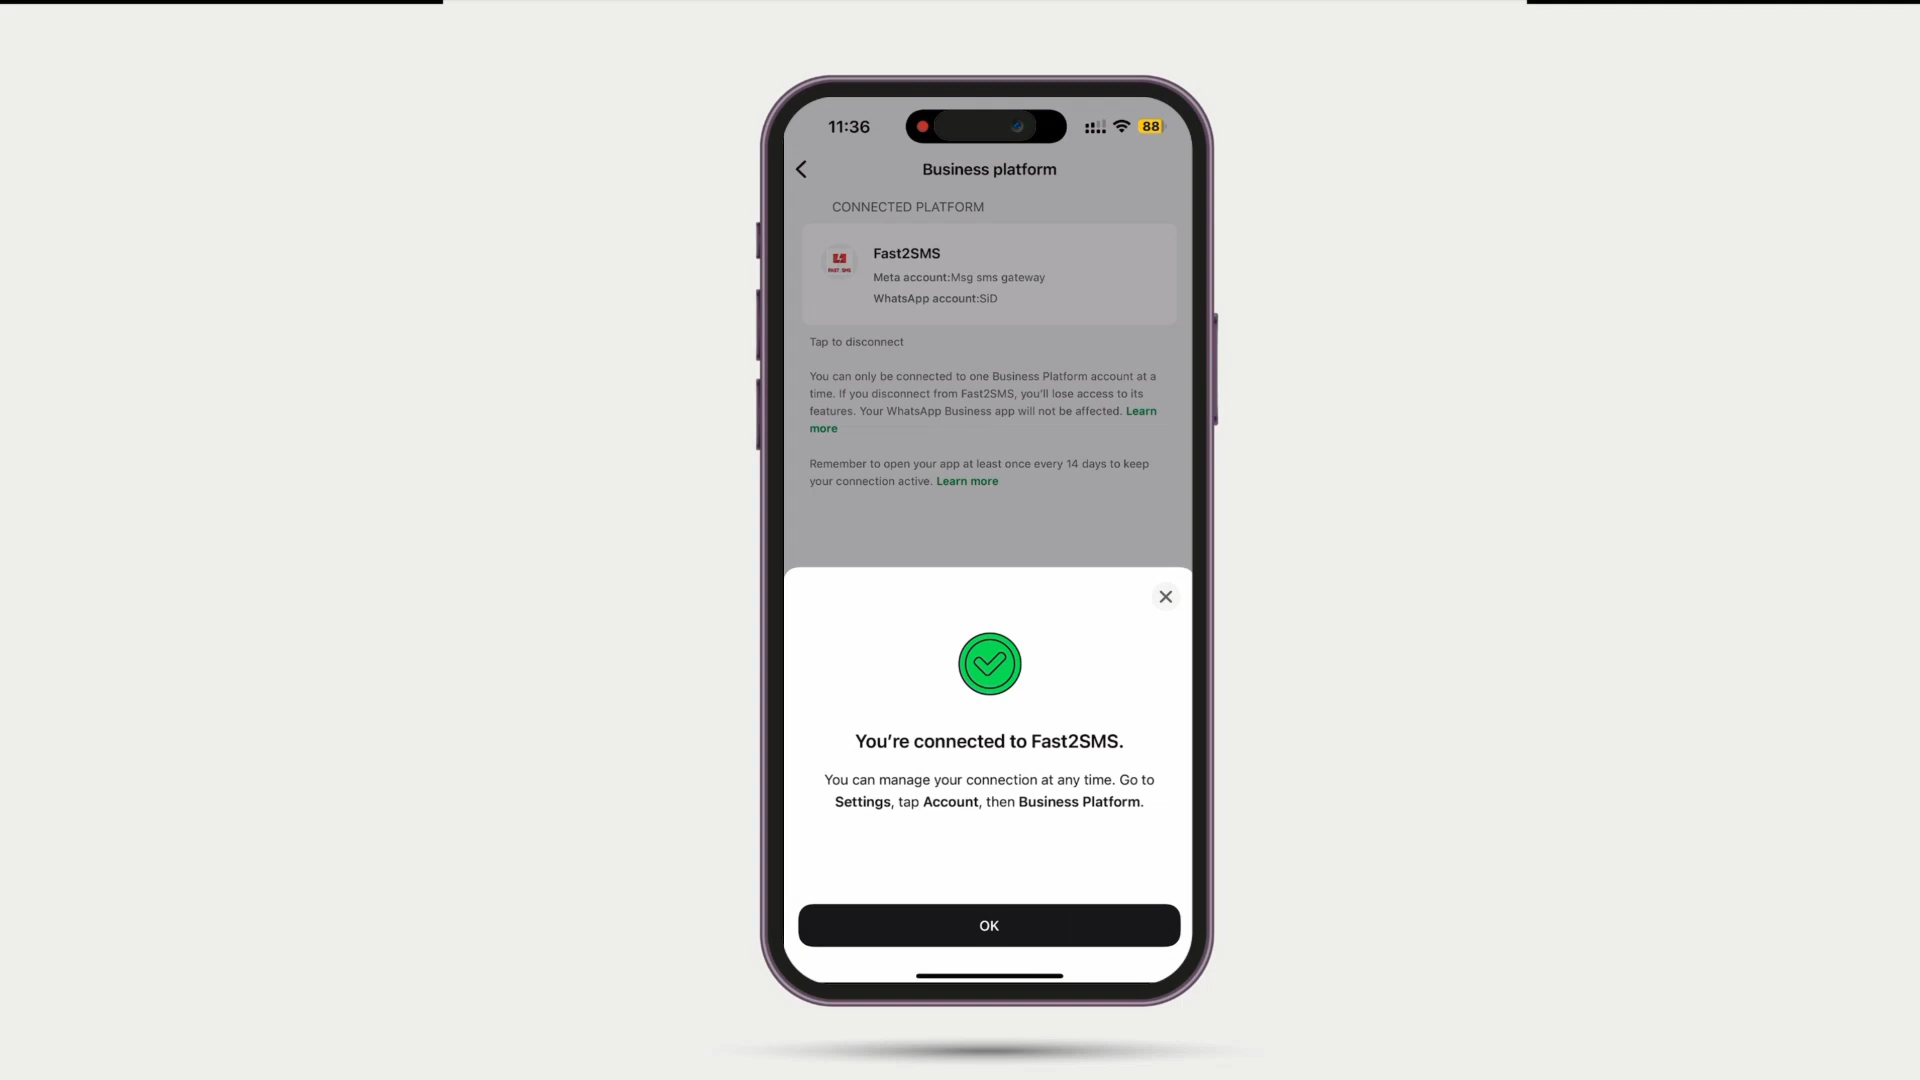 11:36
88
Business platform
CONNECTED PLATFORM
Fast2SMS
FAST2SMS
Meta account:Msg sms gateway
WhatsApp account:SiD
Tap to disconnect
You can only be connected to one Business Platform account at a
time. If you disconnect from Fast2SMS, you'll lose access to its
features. Your WhatsApp Business app will not be affected. Learn
more
Remember to open your app at least once every 14 days to keep
your connection active. Learn more
You’re connected to Fast2SMS.
You can manage your connection at any time. Go to
Settings, tap Account, then Business Platform.
OK